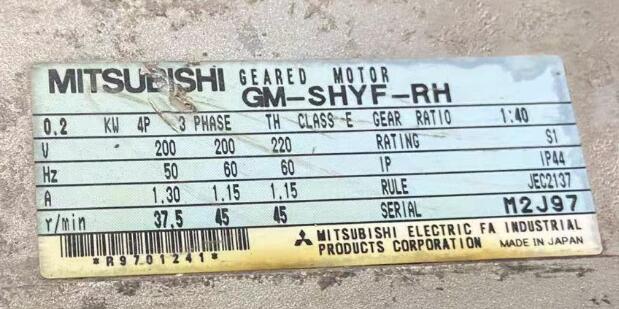 MITSUBISHI GEARED MOTOR
GM-SHYF-RH
0.2 KW 4P 3 PHASE TH CLASS E GEAR RATIO 1:40
V 200 200 220 RATING S1
Hz 50 60 60 IP IP44
A 1.30 1.15 1.15 RULE JEC2137
r/min 37.5 45 45 SERIAL M2J97
MITSUBISHI ELECTRIC FA INDUSTRIAL
PRODUCTS CORPORATION MADE IN JAPAN
*R9701241*